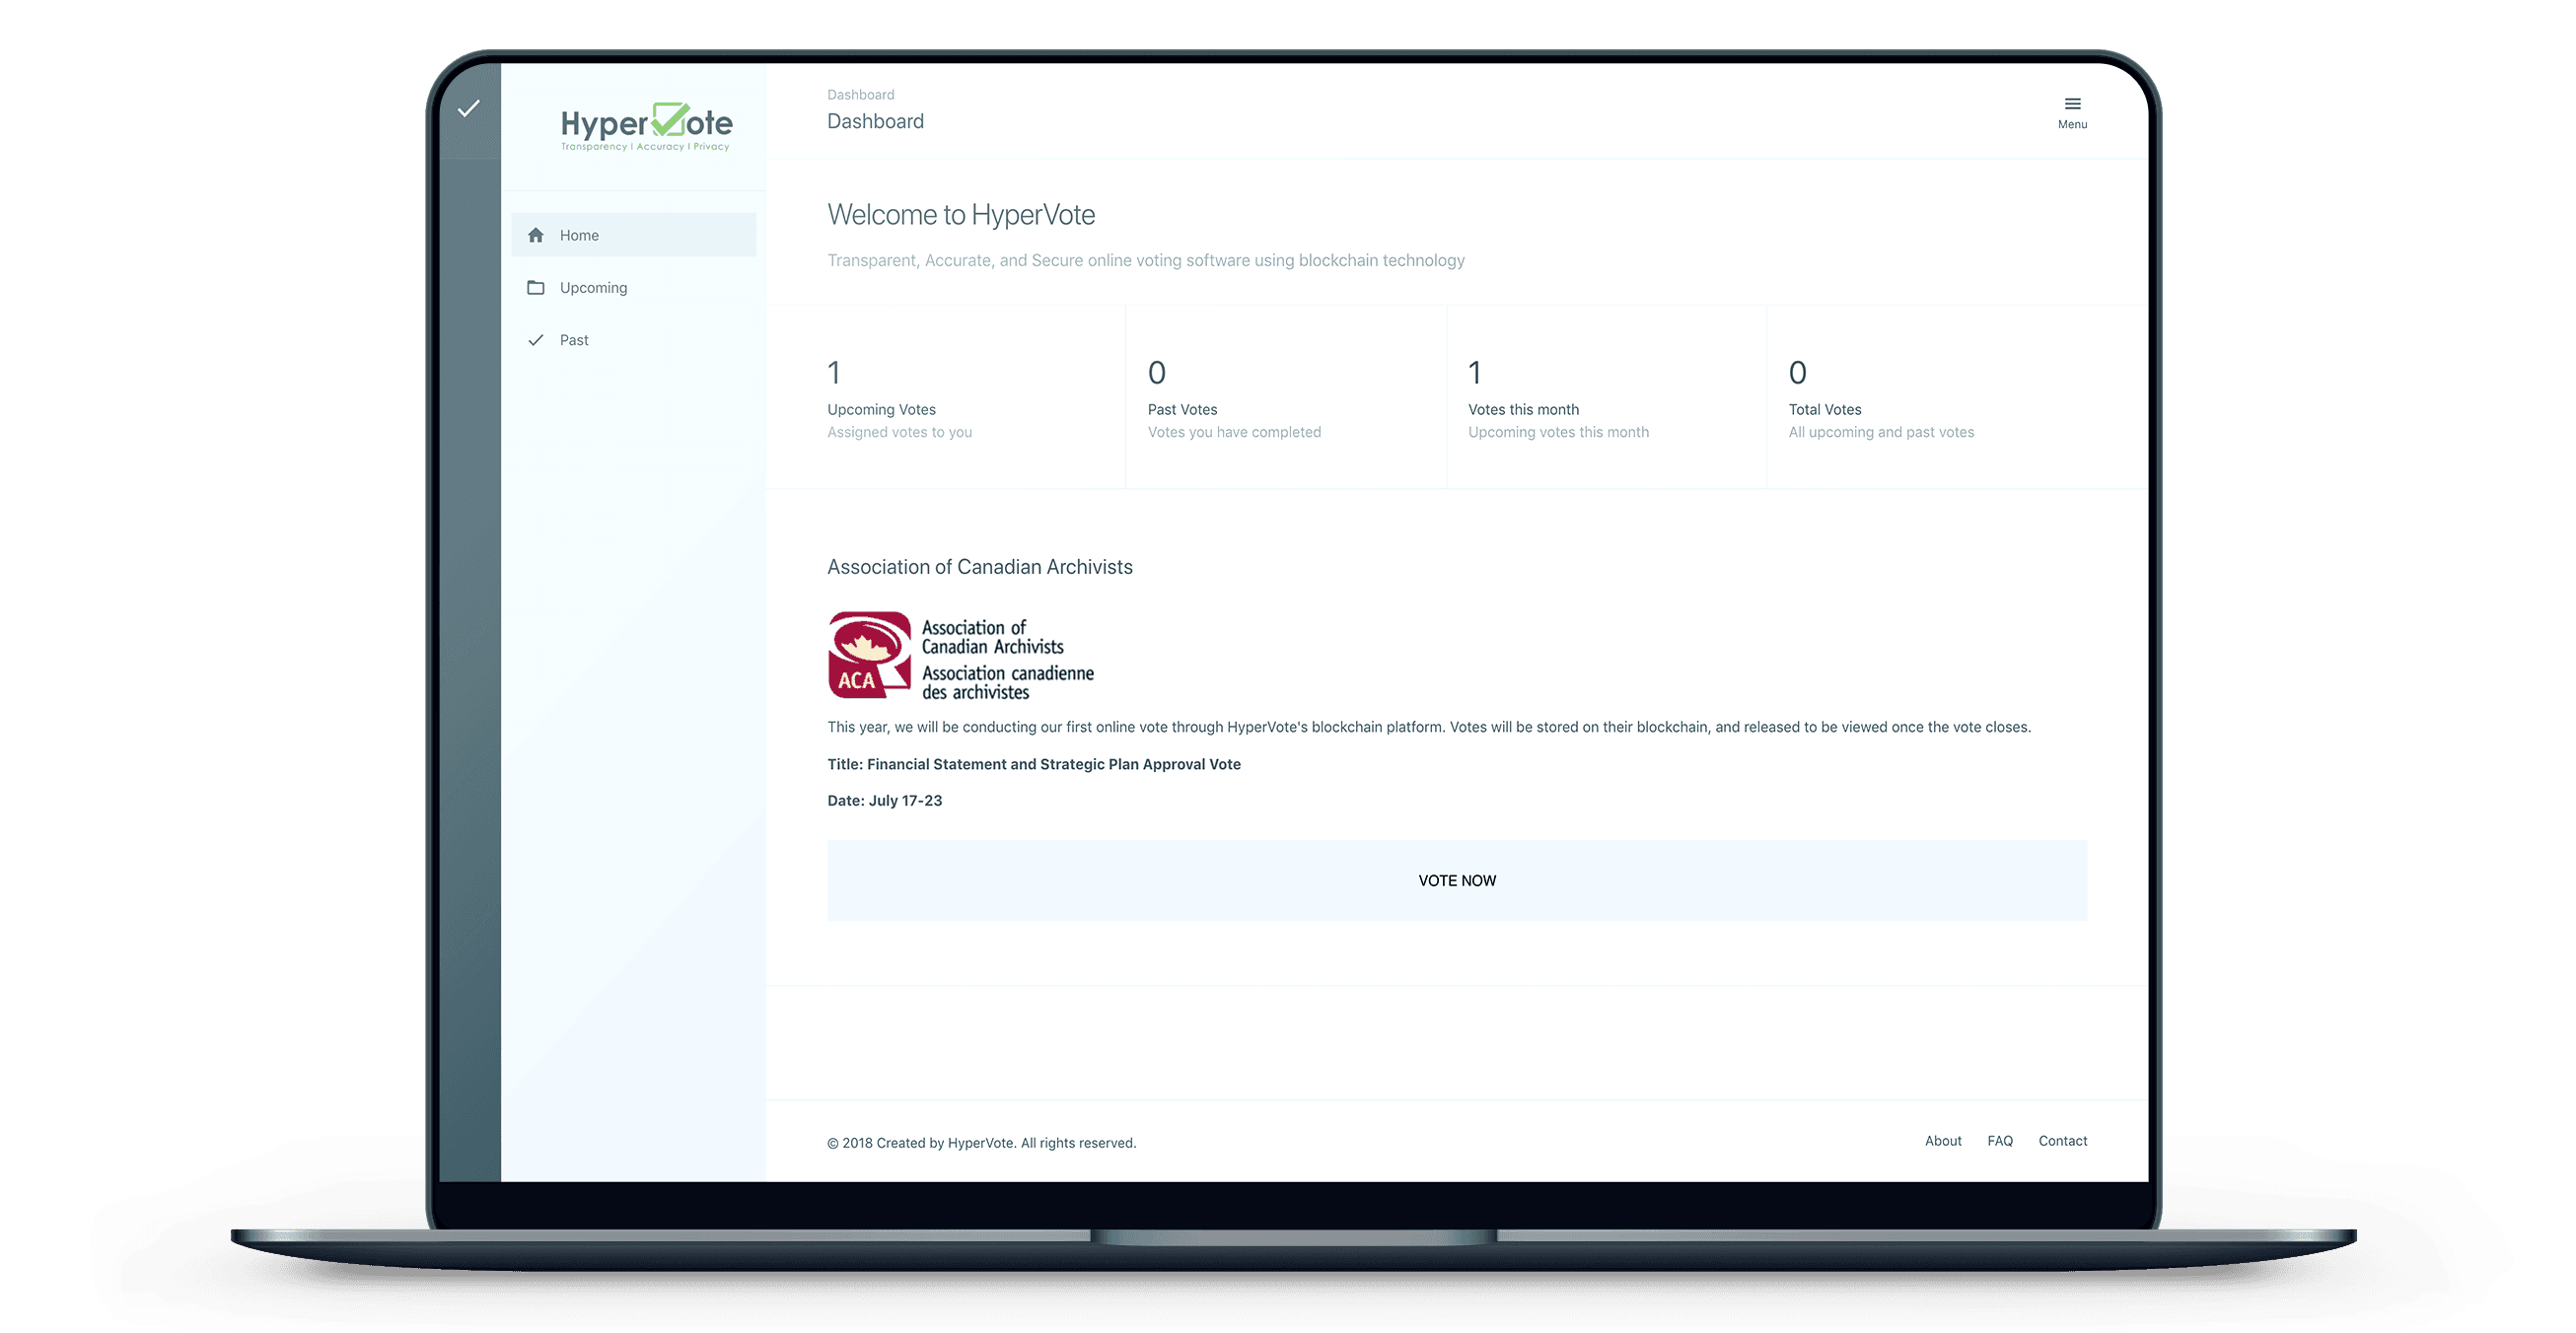 HyperVote
Transparency | Accuracy | Privacy
Home
Upcoming
Past
Dashboard
Dashboard
Menu
Welcome to HyperVote
Transparent, Accurate, and Secure online voting software using blockchain technology
1
Upcoming Votes
Assigned votes to you
0
Past Votes
Votes you have completed
1
Votes this month
Upcoming votes this month
0
Total Votes
All upcoming and past votes
Association of Canadian Archivists
ACA
Association of
Canadian Archivists
Association canadienne
des archivistes
This year, we will be conducting our first online vote through HyperVote's blockchain platform. Votes will be stored on their blockchain, and released to be viewed once the vote closes.
Title: Financial Statement and Strategic Plan Approval Vote
Date: July 17-23
VOTE NOW
© 2018 Created by HyperVote. All rights reserved.
About FAQ Contact